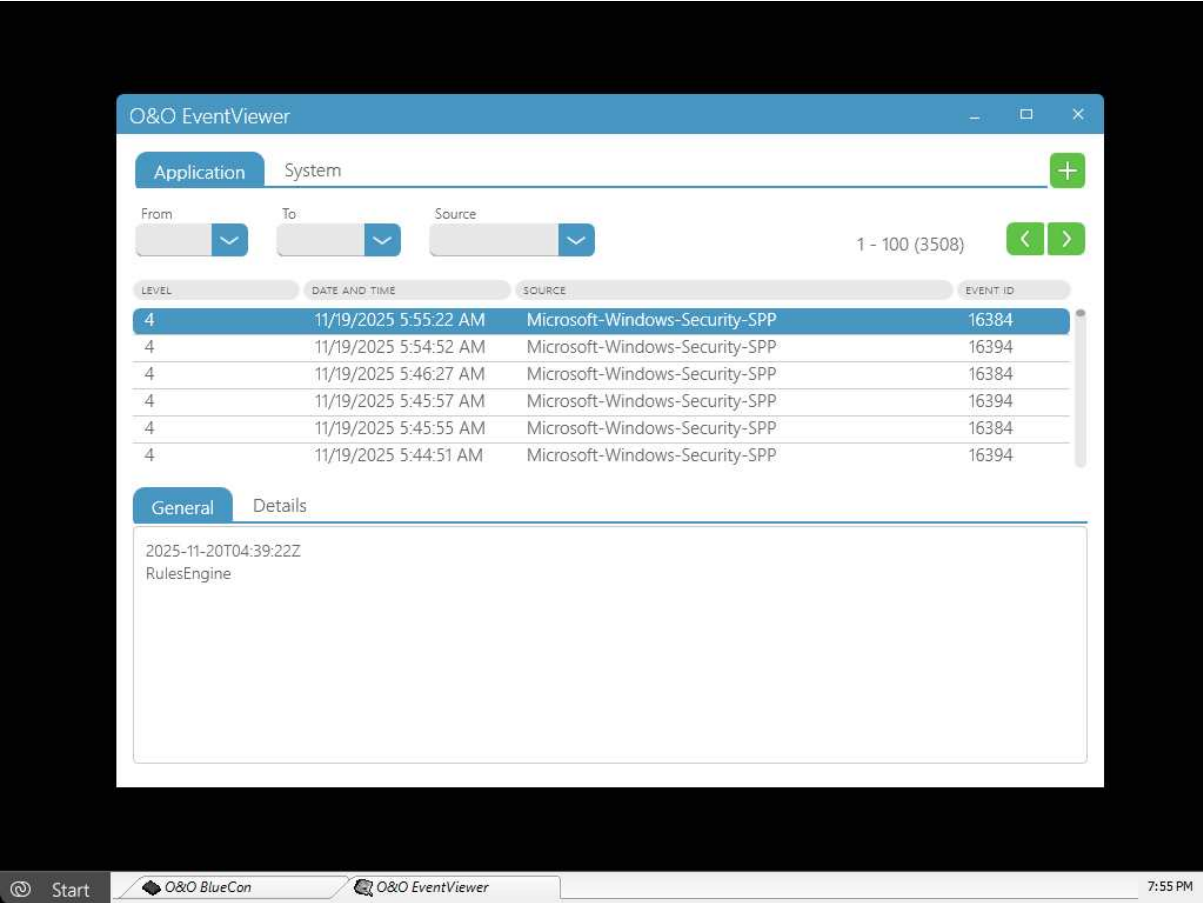 O&O EventViewer
Application System
From To Source
1 - 100 (3508)
LEVEL DATE AND TIME SOURCE EVENT ID
4 11/19/2025 5:55:22 AM Microsoft-Windows-Security-SPP 16384
4 11/19/2025 5:54:52 AM Microsoft-Windows-Security-SPP 16394
4 11/19/2025 5:46:27 AM Microsoft-Windows-Security-SPP 16384
4 11/19/2025 5:45:57 AM Microsoft-Windows-Security-SPP 16394
4 11/19/2025 5:45:55 AM Microsoft-Windows-Security-SPP 16384
4 11/19/2025 5:44:51 AM Microsoft-Windows-Security-SPP 16394
General Details
2025-11-20T04:39:22Z
RulesEngine
Start O&O BlueCon O&O EventViewer 7:55 PM